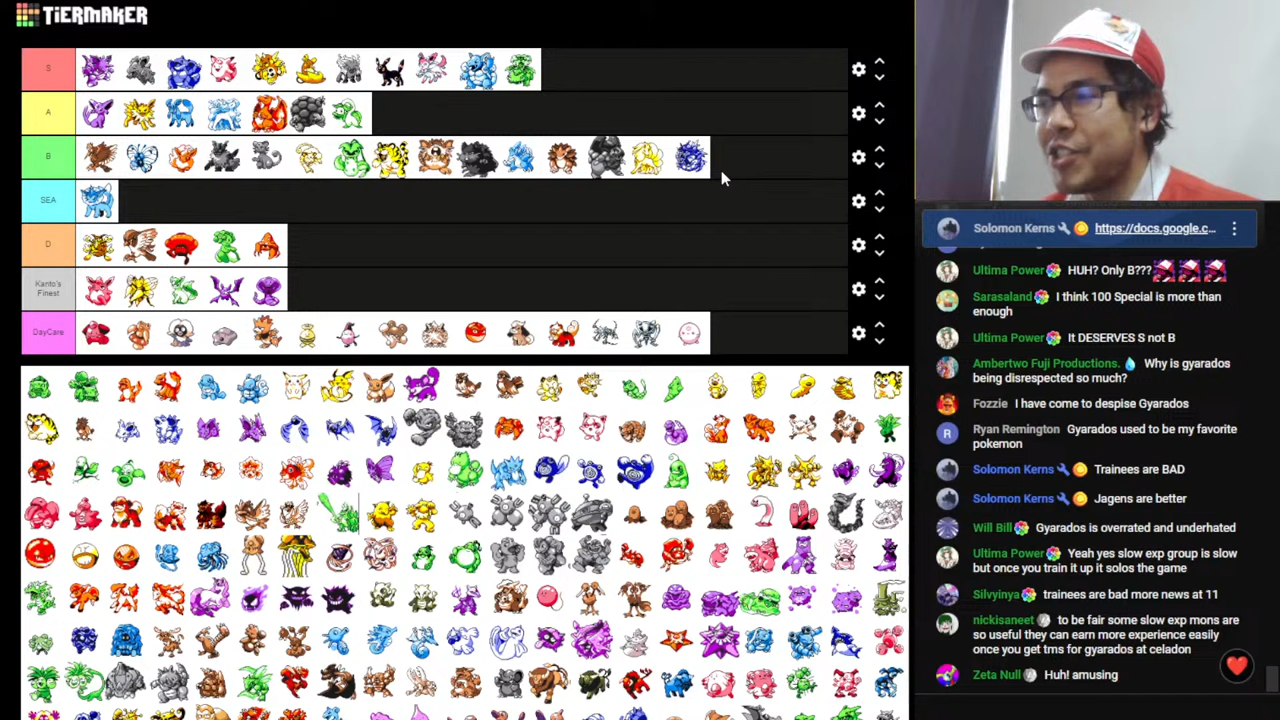 TiERMAKER
S
A
B
SEA
D
Kanto's
Finest
DayCare
Solomon Kerns https://docs.google.c...
Ultima Power HUH? Only B???
Sarasaland I think 100 Special is more than
enough
Ultima Power It DESERVES S not B
Ambertwo Fuji Productions. Why is gyarados
being disrespected so much?
Fozzie I have come to despise Gyarados
R Ryan Remington Gyarados used to be my favorite
pokemon
Solomon Kerns Trainees are BAD
Solomon Kerns Jagens are better
Will Bill Gyarados is overrated and underhated
Ultima Power Yeah yes slow exp group is slow
but once you train it up it solos the game
Silvyinya trainees are bad more news at 11
nickisaneet to be fair some slow exp mons are
so useful they can earn more experience easily
once you get tms for gyarados at celadon
Zeta Null Huh! amusing